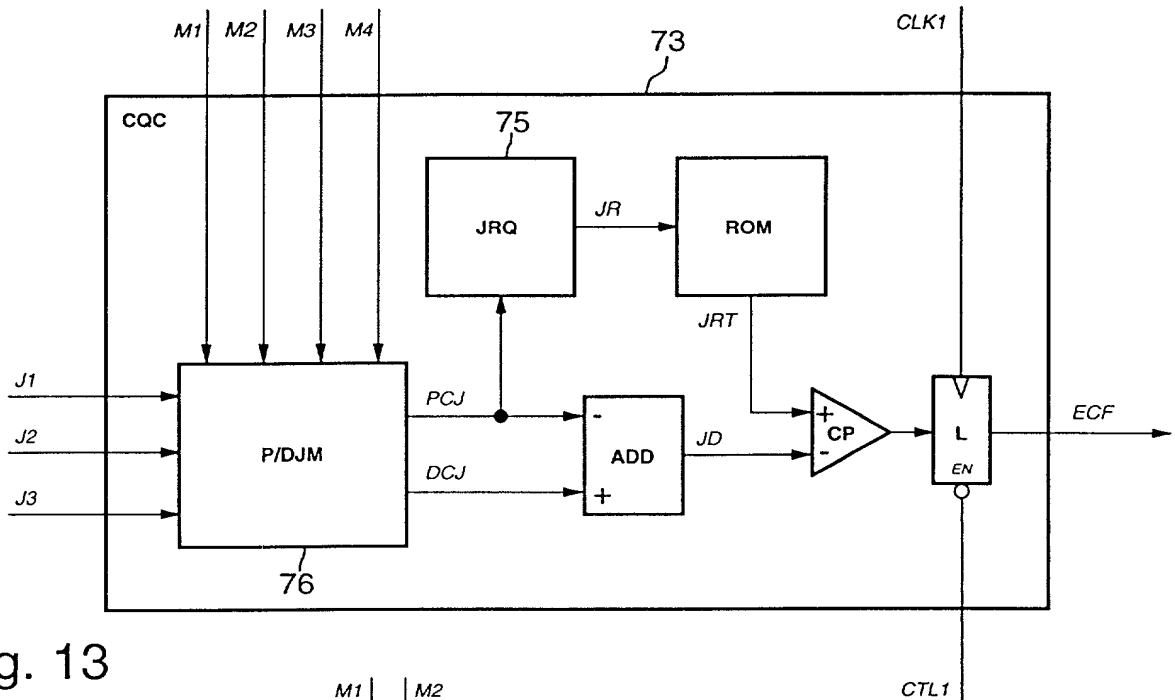 M1 M2 M3 M4
CLK1
73
CQC
75
JRQ
JR
ROM
JRT
J1
J2
J3
P/DJM
PCJ
DCJ
-
+
ADD
JD
+
-
CP
L
EN
ECF
76
g. 13
M1 M2
CTL1